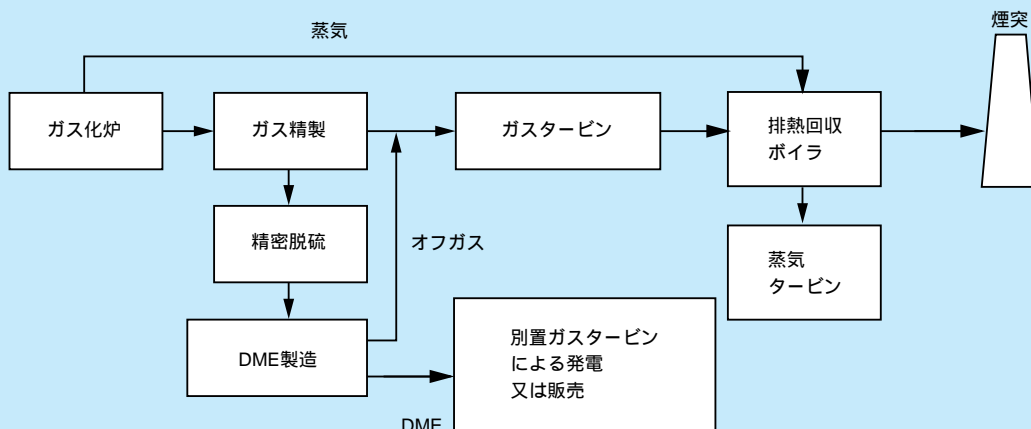 煙突
蒸気
ガス化炉
ガス精製
ガスタービン
排熱回収
ボイラ
精密脱硫
オフガス
蒸気
タービン
DME製造
別置ガスタービン
による発電
又は販売
DME